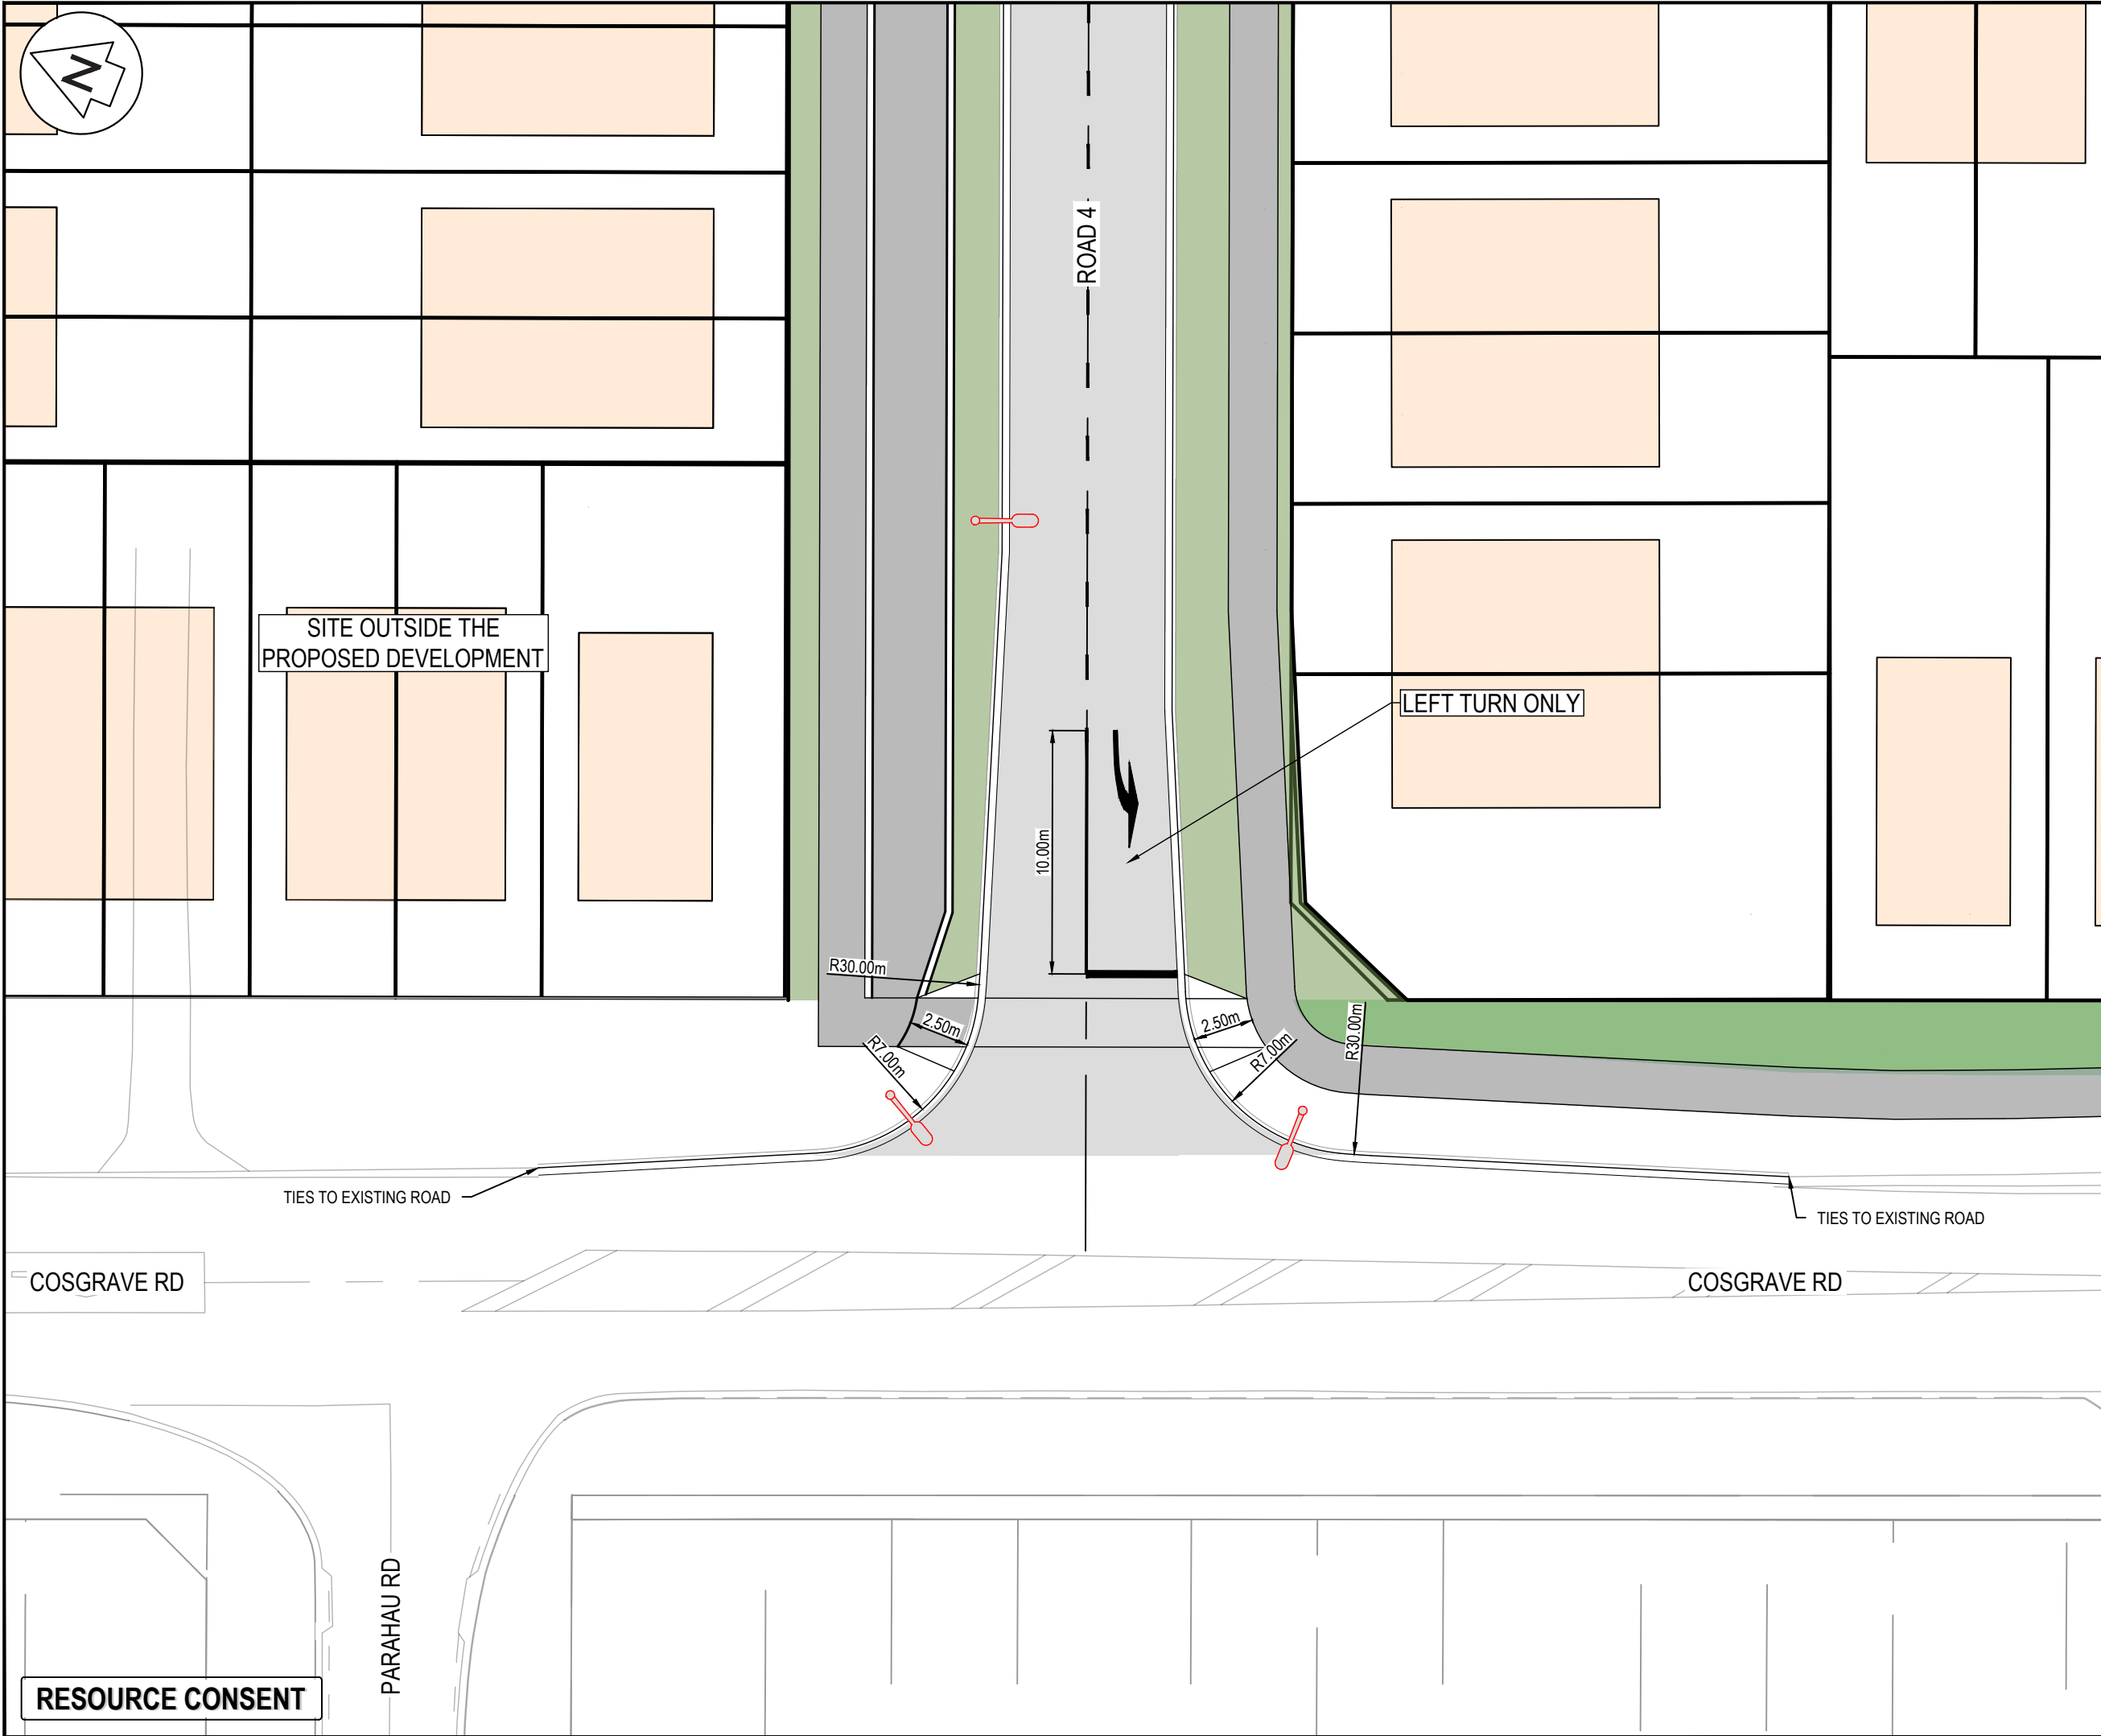 N
ROAD 4
SITE OUTSIDE THE
PROPOSED DEVELOPMENT
LEFT TURN ONLY
10.00m
R30.00m
2.50m
R7.00m
2.50m
R7.00m
R30.00m
TIES TO EXISTING ROAD
TIES TO EXISTING ROAD
COSGRAVE RD
COSGRAVE RD
PARAHAU RD
RESOURCE CONSENT